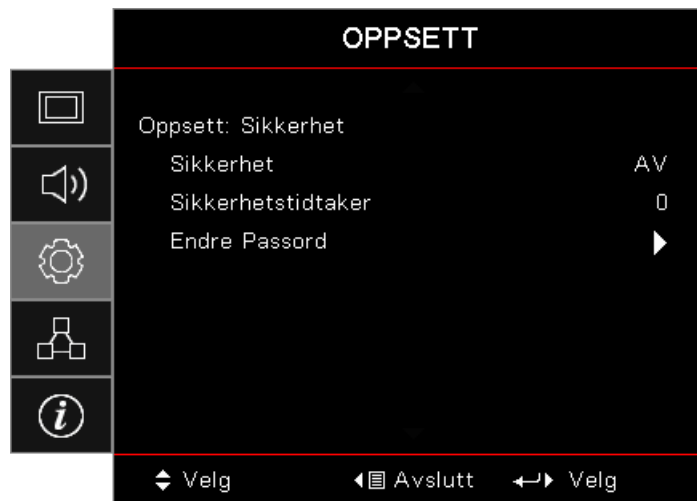 OPPSETT
Oppsett: Sikkerhet
Sikkerhet AV
Sikkerhetstidtaker 0
Endre Passord
Velg Avslutt Velg